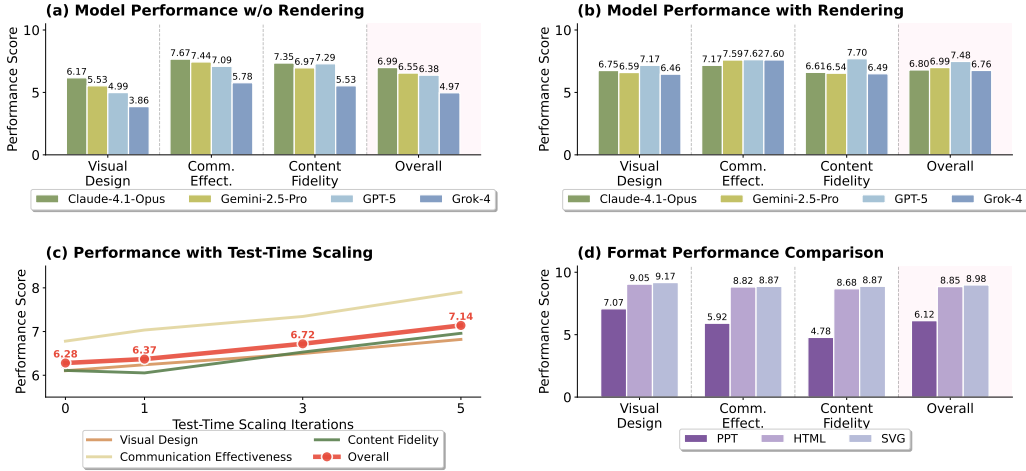 (a) Model Performance w/o Rendering
Performance Score
10
5
0
6.17 5.53 4.99 3.86
7.67 7.44 7.09 5.78
7.35 6.97 7.29 5.53
6.99 6.55 6.38 4.97
Visual Design
Comm. Effect.
Content Fidelity
Overall
Claude-4.1-Opus Gemini-2.5-Pro GPT-5 Grok-4
(b) Model Performance with Rendering
Performance Score
10
5
0
6.75 6.59 7.17 6.46
7.17 7.59 7.62 7.60
6.61 6.54 7.70 6.49
6.80 6.99 7.48 6.76
Visual Design
Comm. Effect.
Content Fidelity
Overall
Claude-4.1-Opus Gemini-2.5-Pro GPT-5 Grok-4
(c) Performance with Test-Time Scaling
Performance Score
8
7
6
6.28 6.37 6.72 7.14
0 1 3 5
Test-Time Scaling Iterations
Visual Design Content Fidelity
Communication Effectiveness Overall
(d) Format Performance Comparison
Performance Score
10
5
0
7.07 9.05 9.17
5.92 8.82 8.87
4.78 8.68 8.87
6.12 8.85 8.98
Visual Design
Comm. Effect.
Content Fidelity
Overall
PPT HTML SVG